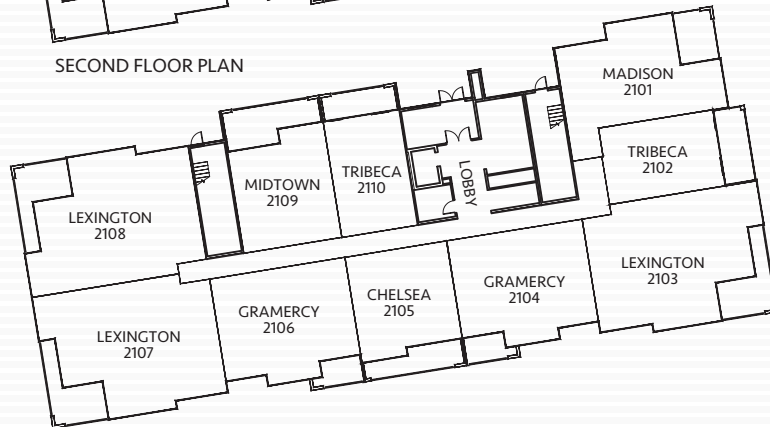 SECOND FLOOR PLAN
MADISON
2101
TRIBECA
2102
LEXINGTON
2103
GRAMERCY
2104
CHELSEA
2105
GRAMERCY
2106
LEXINGTON
2107
LEXINGTON
2108
MIDTOWN
2109
TRIBECA
2110
LOBBY